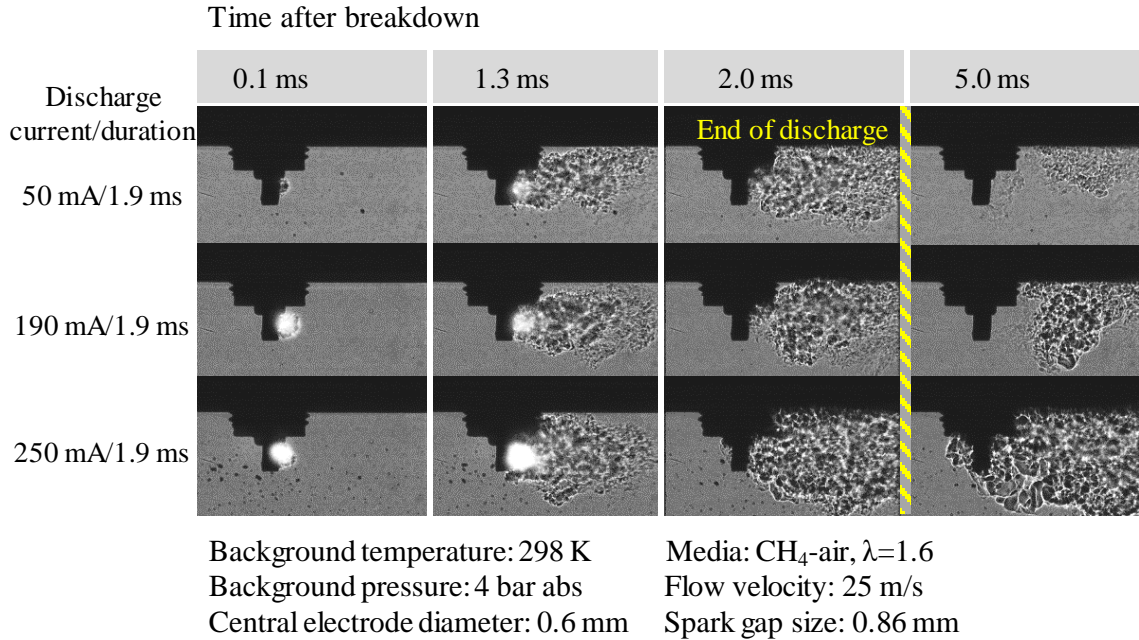 Time after breakdown
0.1 ms
1.3 ms
2.0 ms
5.0 ms
Discharge
current/duration
End of discharge
50 mA/1.9 ms
190 mA/1.9 ms
250 mA/1.9 ms
Background temperature: 298 K
Background pressure: 4 bar abs
Central electrode diameter: 0.6 mm
Media: CH₄-air, λ=1.6
Flow velocity: 25 m/s
Spark gap size: 0.86 mm